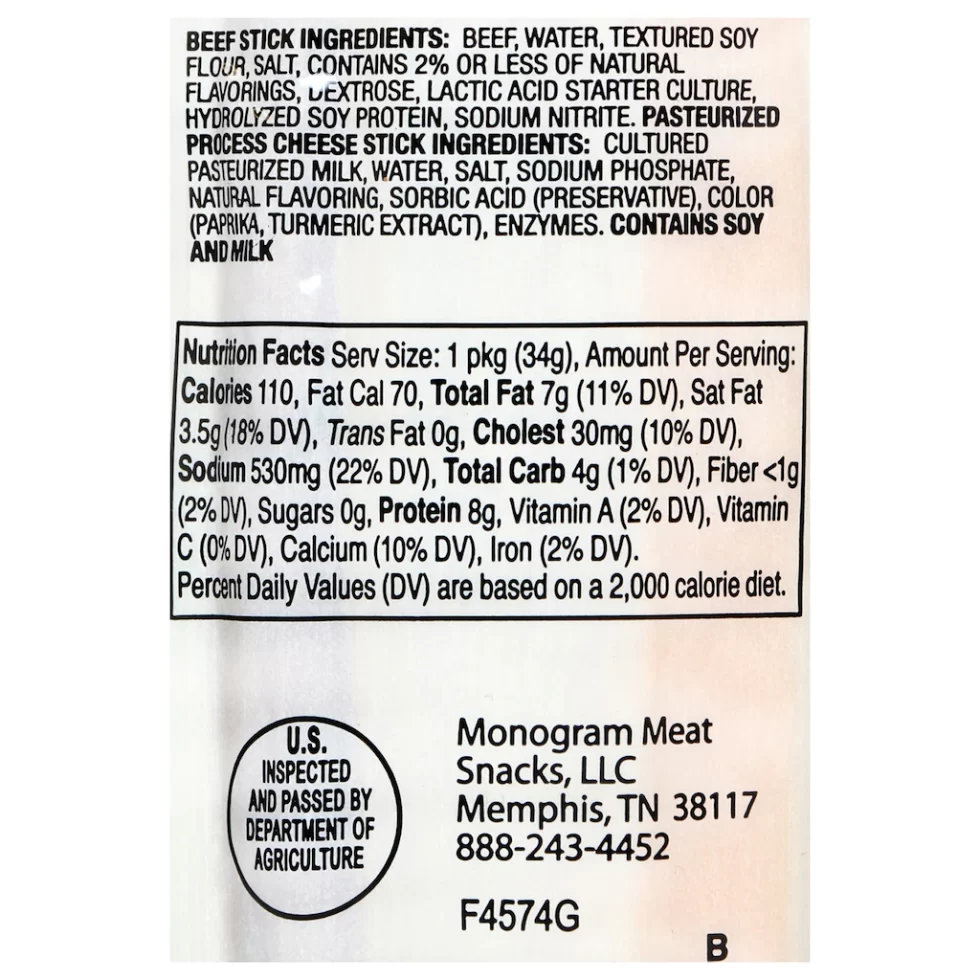 BEEF STICK INGREDIENTS: BEEF, WATER, TEXTURED SOY
FLOUR, SALT, CONTAINS 2% OR LESS OF NATURAL
FLAVORINGS, DEXTROSE, LACTIC ACID STARTER CULTURE,
HYDROLYZED SOY PROTEIN, SODIUM NITRITE. PASTEURIZED
PROCESS CHEESE STICK INGREDIENTS: CULTURED
PASTEURIZED MILK, WATER, SALT, SODIUM PHOSPHATE,
NATURAL FLAVORING, SORBIC ACID (PRESERVATIVE), COLOR
(PAPRIKA, TURMERIC EXTRACT), ENZYMES. CONTAINS SOY
AND MILK
Nutrition Facts Serv Size: 1 pkg (34g), Amount Per Serving:
Calories 110, Fat Cal 70, Total Fat 7g (11% DV), Sat Fat
3.5g (18% DV), Trans Fat 0g, Cholest 30mg (10% DV),
Sodium 530mg (22% DV), Total Carb 4g (1% DV), Fiber <1g
(2% DV), Sugars 0g, Protein 8g, Vitamin A (2% DV), Vitamin
C (0% DV), Calcium (10% DV), Iron (2% DV).
Percent Daily Values (DV) are based on a 2,000 calorie diet.
U.S.
INSPECTED
AND PASSED BY
DEPARTMENT OF
AGRICULTURE
Monogram Meat
Snacks, LLC
Memphis, TN 38117
888-243-4452
F4574G
B